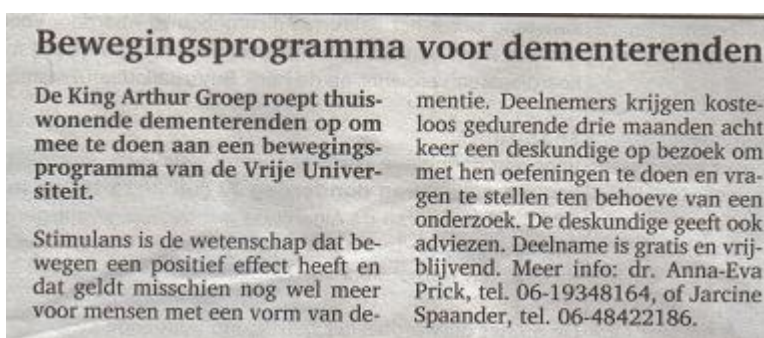 Bewegingsprogramma voor dementerenden
De King Arthur Groep roept thuis-
wonende dementerenden op om
mee te doen aan een bewegings-
programma van de Vrije Univer-
siteit.
Stimulans is de wetenschap dat be-
wegen een positief effect heeft en
dat geldt misschien nog wel meer
voor mensen met een vorm van de-
mentie. Deelnemers krijgen koste-
loos gedurende drie maanden acht
keer een deskundige op bezoek om
met hen oefeningen te doen en vra-
gen te stellen ten behoeve van een
onderzoek. De deskundige geeft ook
adviezen. Deelname is gratis en vrij-
blijvend. Meer info: dr. Anna-Eva
Prick, tel. 06-19348164, of Jarcine
Spaander, tel. 06-48422186.